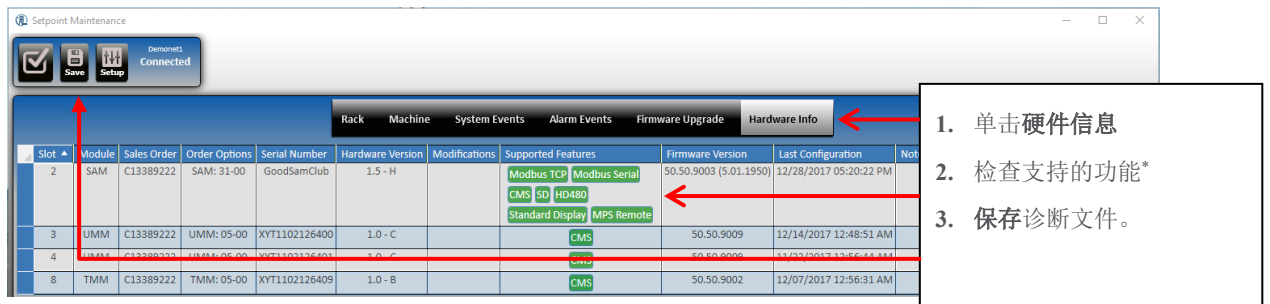 Setpoint Maintenance
Demonet1
Connected
Save Setup
Rack Machine System Events Alarm Events Firmware Upgrade Hardware Info
Slot Module Sales Order Order Options Serial Number Hardware Version Modifications Supported Features Firmware Version Last Configuration
2 SAM C13389222 SAM: 31-00 GoodSamClub 1.5 - H Modbus TCP Modbus Serial 50.50.9003 (5.01.1950) 12/28/2017 05:20:22 PM
CMS SD HD480
Standard Display MPS Remote
3 UMM C13389222 UMM: 05-00 XYT1102126400 1.0 - C CMS 50.50.9009 12/14/2017 12:48:51 AM
4 UMM C13389222 UMM: 05-00 XYT1102126401 1.0 - C CMS 50.50.9009
8 TMM C13389222 TMM: 05-00 XYT1102126409 1.0 - B CMS 50.50.9002 12/07/2017 12:56:31 AM
1. 单击硬件信息
2. 检查支持的功能*
3. 保存诊断文件。